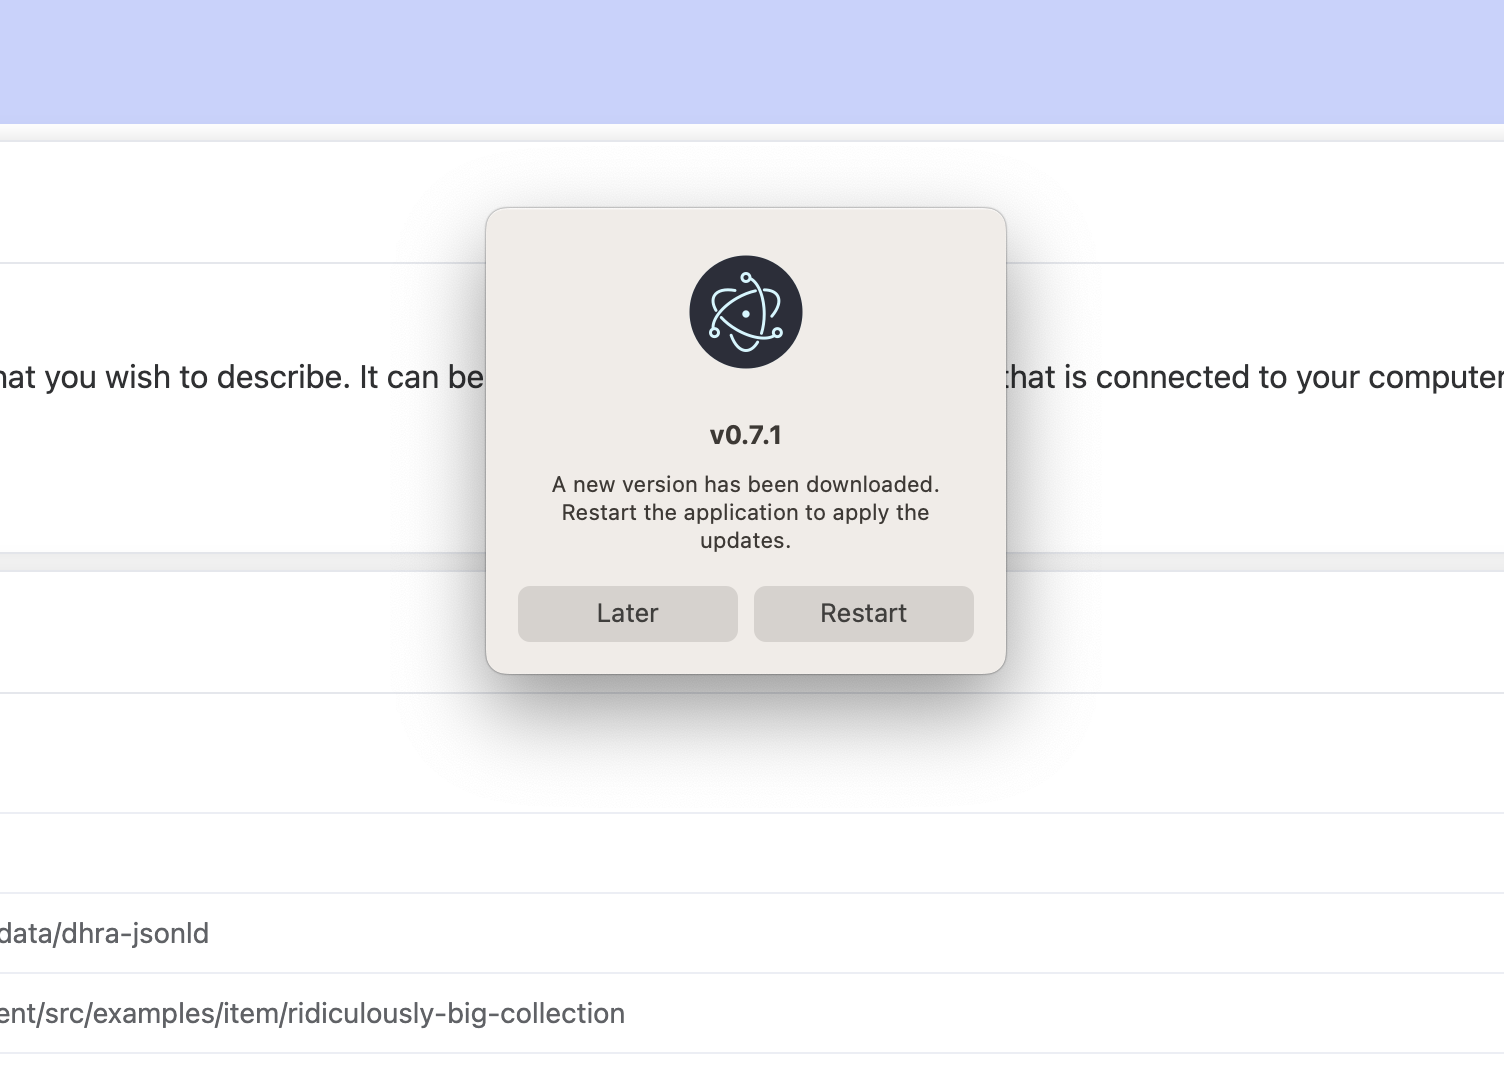 hat you wish to describe. It can be that is connected to your computer
v0.7.1
A new version has been downloaded.
Restart the application to apply the
updates.
Later Restart
data/dhra-jsonld
ent/src/examples/item/ridiculously-big-collection